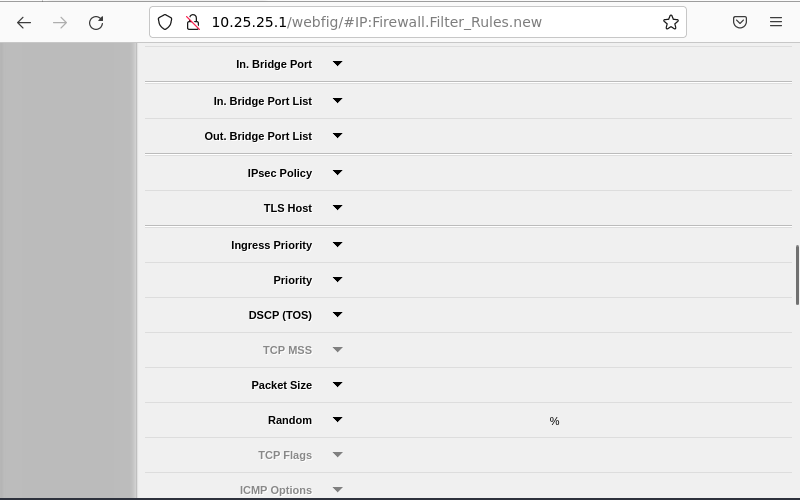 10.25.25.1/webfig/#IP:Firewall.Filter_Rules.new
In. Bridge Port
In. Bridge Port List
Out. Bridge Port List
IPsec Policy
TLS Host
Ingress Priority
Priority
DSCP (TOS)
TCP MSS
Packet Size
Random %
TCP Flags
ICMP Options